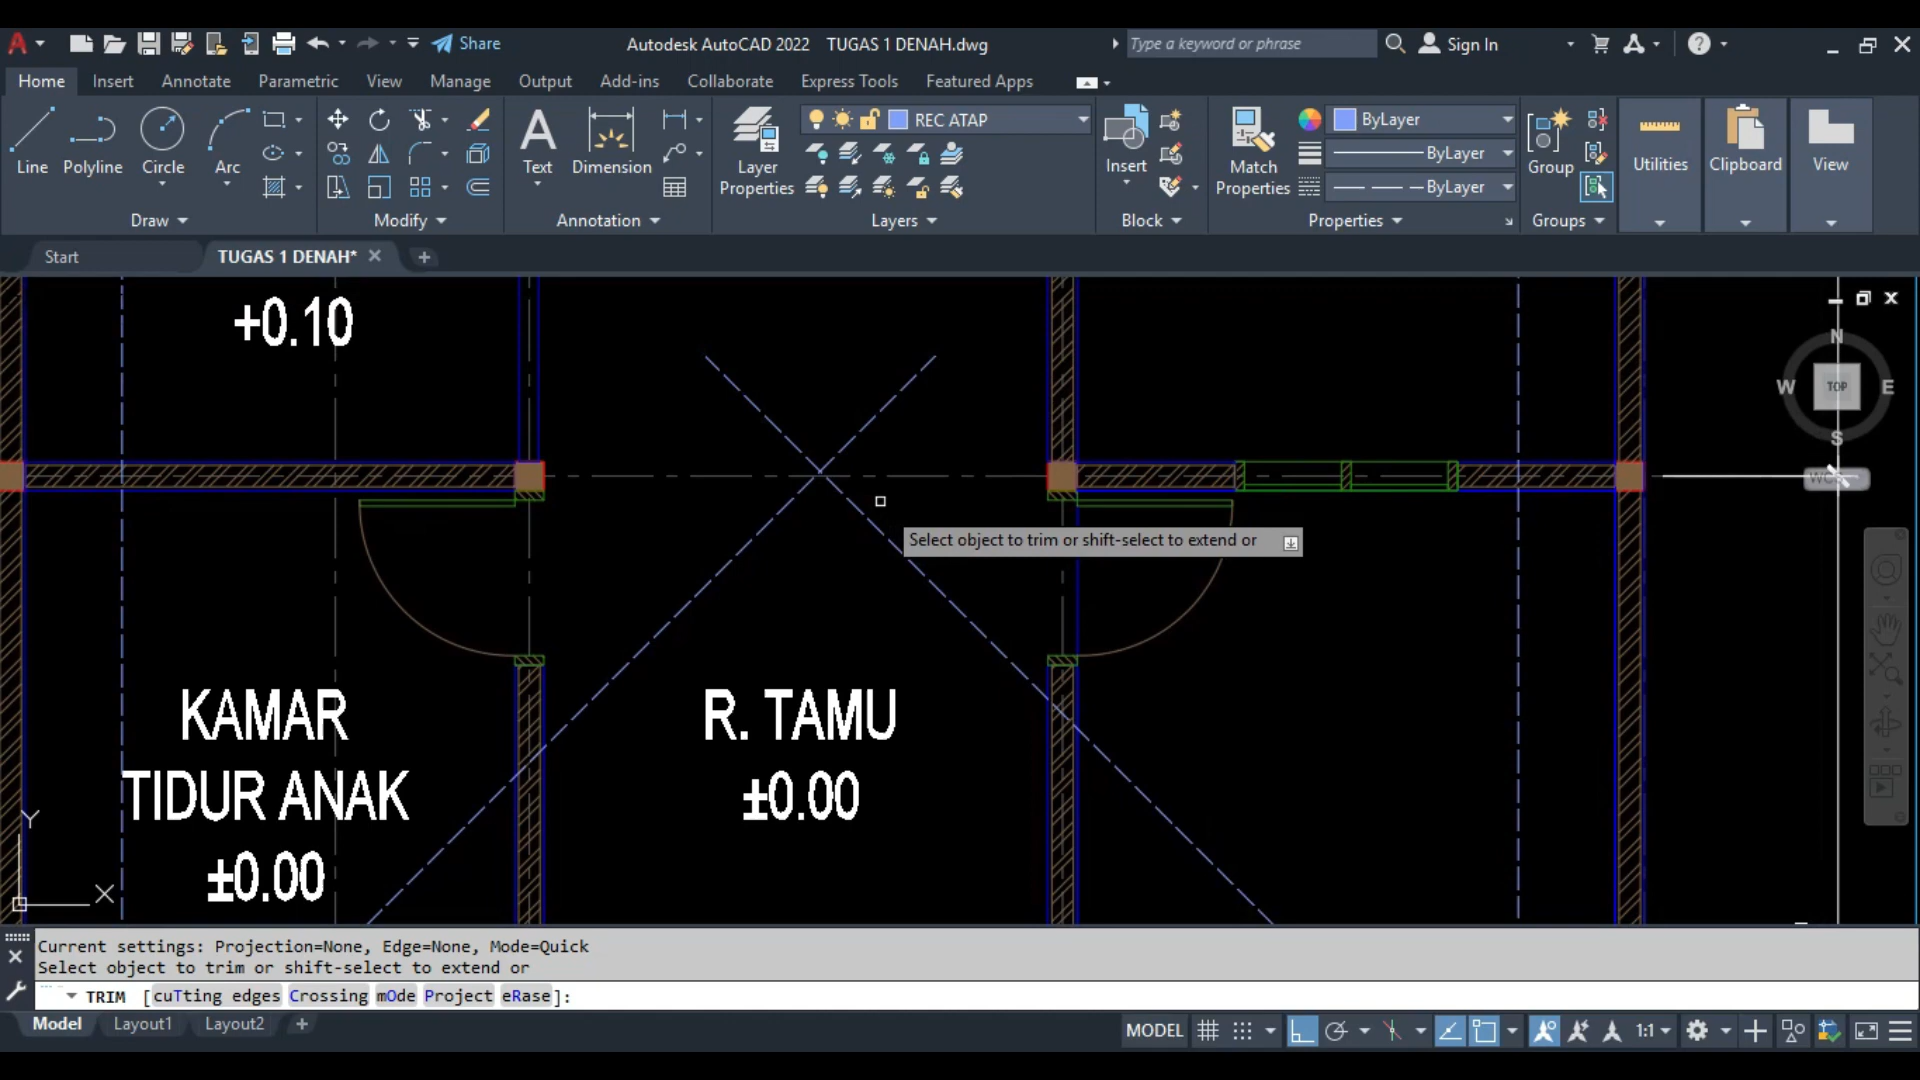 Share
Autodesk AutoCAD 2022 TUGAS 1 DENAH.dwg
Type a keyword or phrase
Sign In
Home Insert Annotate Parametric View Manage Output Add-ins Collaborate Express Tools Featured Apps
Line Polyline Circle Arc
Text Dimension
Layer Properties
REC ATAP
Insert
Match Properties
ByLayer
ByLayer
ByLayer
Group
Utilities
Clipboard
View
Draw Modify Annotation Layers Block Properties Groups
Start
TUGAS 1 DENAH*
+0.10
N
W TOP E
S
WCS
Select object to trim or shift-select to extend or
KAMAR
TIDUR ANAK
±0.00
R. TAMU
±0.00
Y
X
Current settings: Projection=None, Edge=None, Mode=Quick
Select object to trim or shift-select to extend or
TRIM [cuTting edges Crossing mOde Project eRase]:
Model Layout1 Layout2
MODEL
1:1